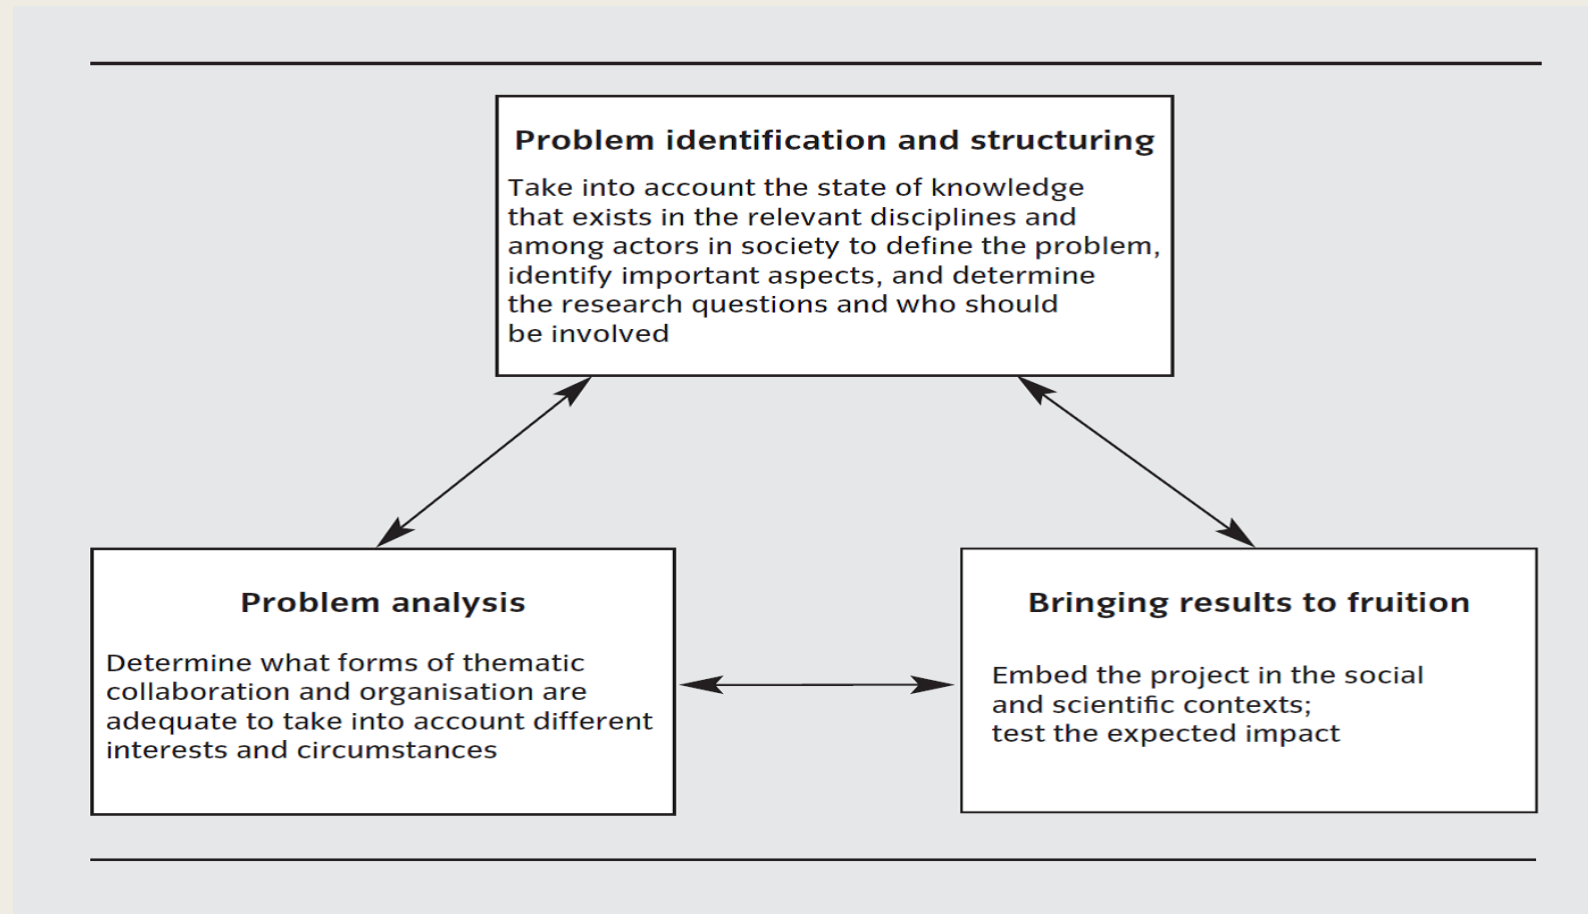 Problem identification and structuring
Take into account the state of knowledge
that exists in the relevant disciplines and
among actors in society to define the problem,
identify important aspects, and determine
the research questions and who should
be involved
Problem analysis
Determine what forms of thematic
collaboration and organisation are
adequate to take into account different
interests and circumstances
Bringing results to fruition
Embed the project in the social
and scientific contexts;
test the expected impact